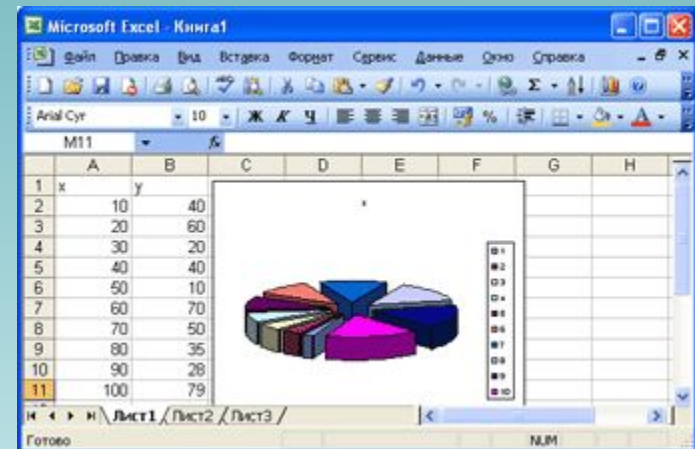 Microsoft Excel - Книга1
Файл Правка Вид Вставка Формат Сервис Данные Окно Справка
Arial Cyr 10 Ж К Ч %
M11 fx
A B C D E F G H
1 x y
2 10 40
3 20 60
4 30 20
5 40 40
6 50 10
7 60 70
8 70 50
9 80 35
10 90 28
11 100 79
x
1
2
3
4
5
6
7
8
9
10
Лист1 Лист2 Лист3
Готово NUM